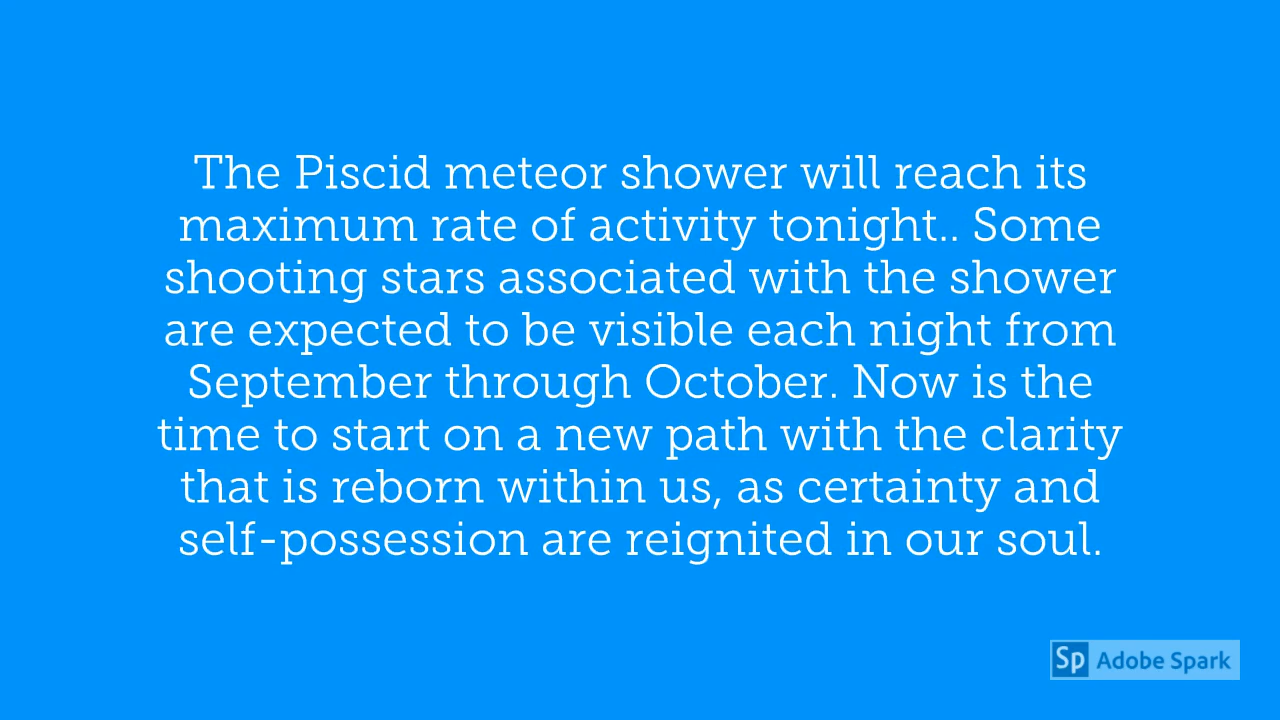 The Piscid meteor shower will reach its
maximum rate of activity tonight.. Some
shooting stars associated with the shower
are expected to be visible each night from
September through October. Now is the
time to start on a new path with the clarity
that is reborn within us, as certainty and
self-possession are reignited in our soul.
Sp Adobe Spark